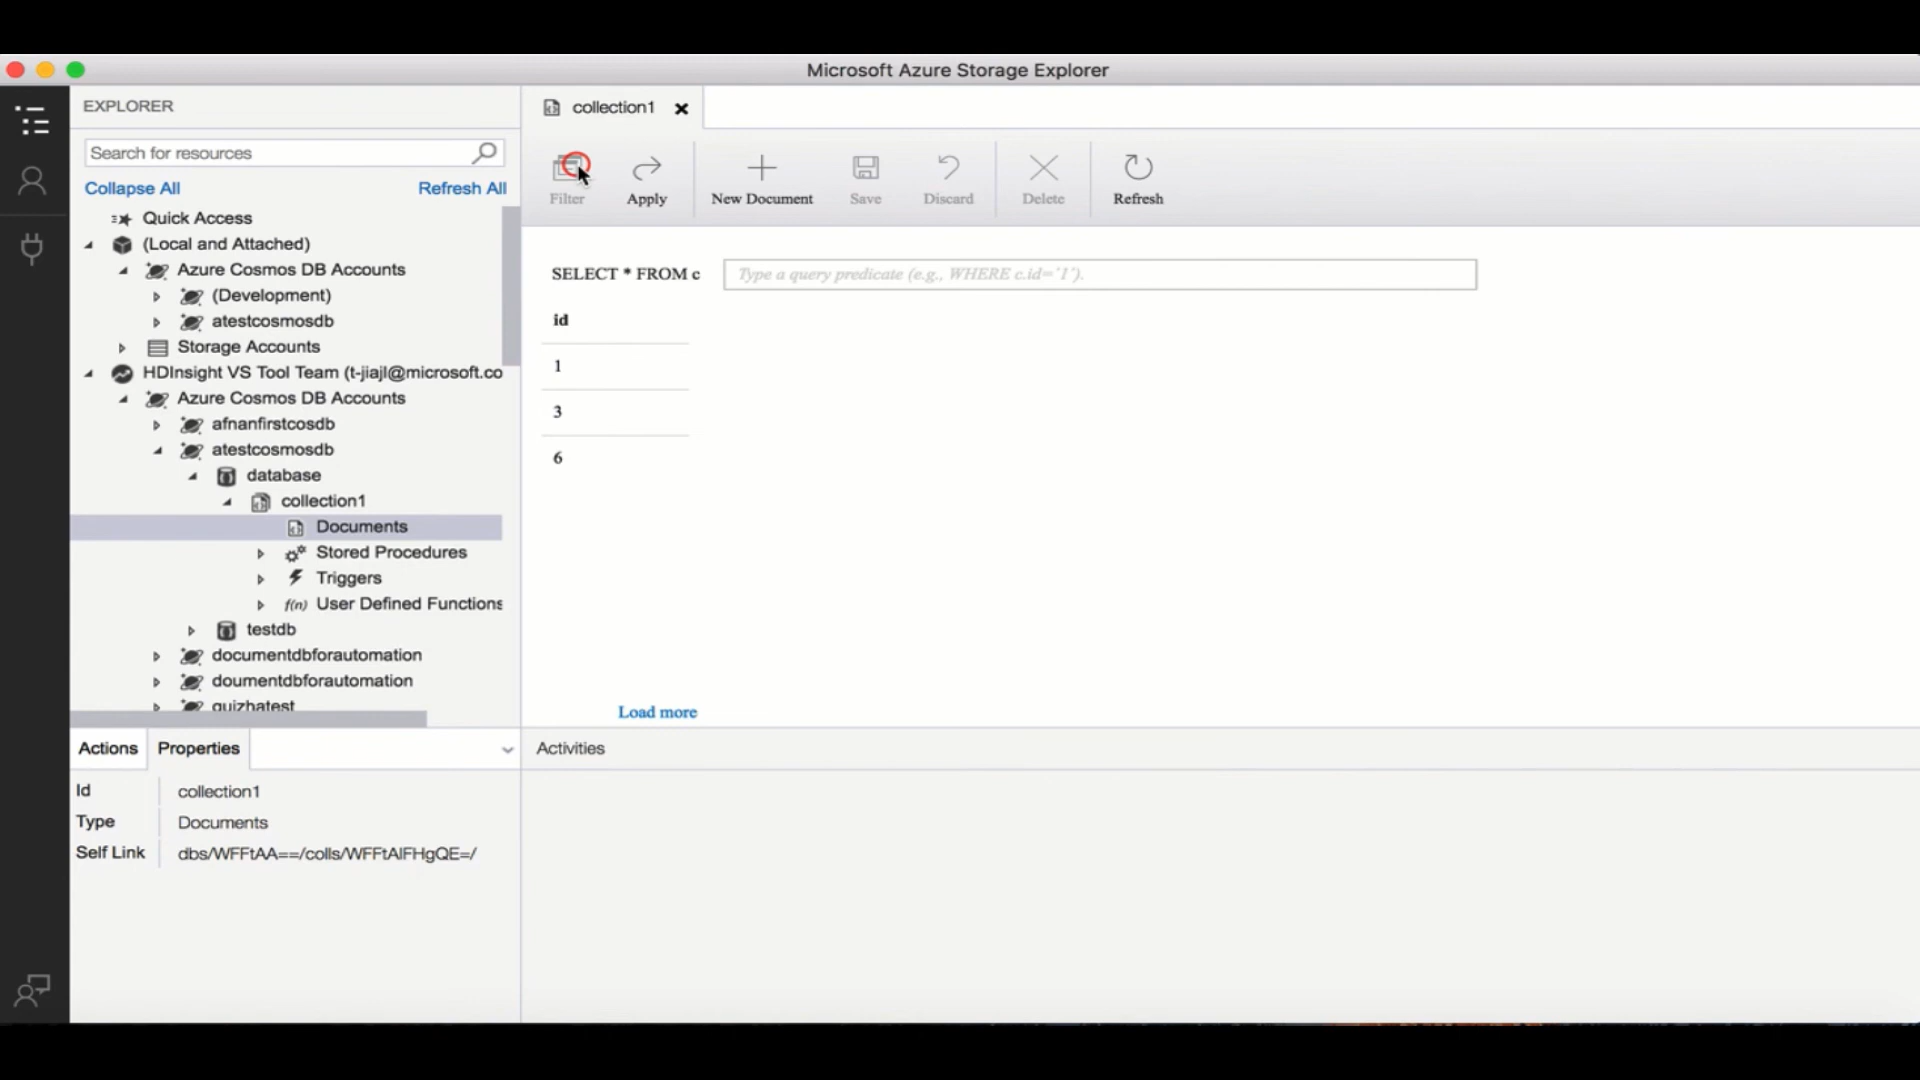 Microsoft Azure Storage Explorer
EXPLORER
Search for resources
Collapse All
Refresh All
Quick Access
(Local and Attached)
Azure Cosmos DB Accounts
(Development)
atestcosmosdb
Storage Accounts
HDInsight VS Tool Team (t-jiajl@microsoft.co
Azure Cosmos DB Accounts
afnanfirstcosdb
atestcosmosdb
database
collection1
Documents
Stored Procedures
Triggers
f(n) User Defined Functions
testdb
documentdbforautomation
doumentdbforautomation
quizhatest
Actions
Properties
Id collection1
Type Documents
Self Link dbs/WFFtAA==/colls/WFFtAIFHgQE=/
collection1
Filter
Apply
New Document
Save
Discard
Delete
Refresh
SELECT * FROM c
Type a query predicate (e.g., WHERE c.id='1').
id
1
3
6
Load more
Activities